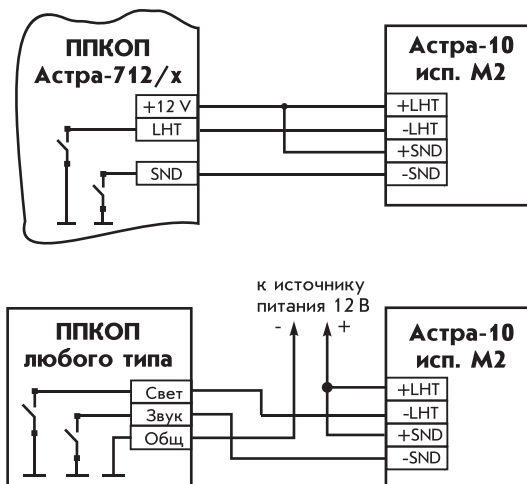 ППКОП
Астра-712/х
+12 V
LHT
SND
Астра-10
исп. М2
+LHT
-LHT
+SND
-SND
к источнику
питания 12 В
- +
ППКОП
любого типа
Свет
Звук
Общ
Астра-10
исп. М2
+LHT
-LHT
+SND
-SND